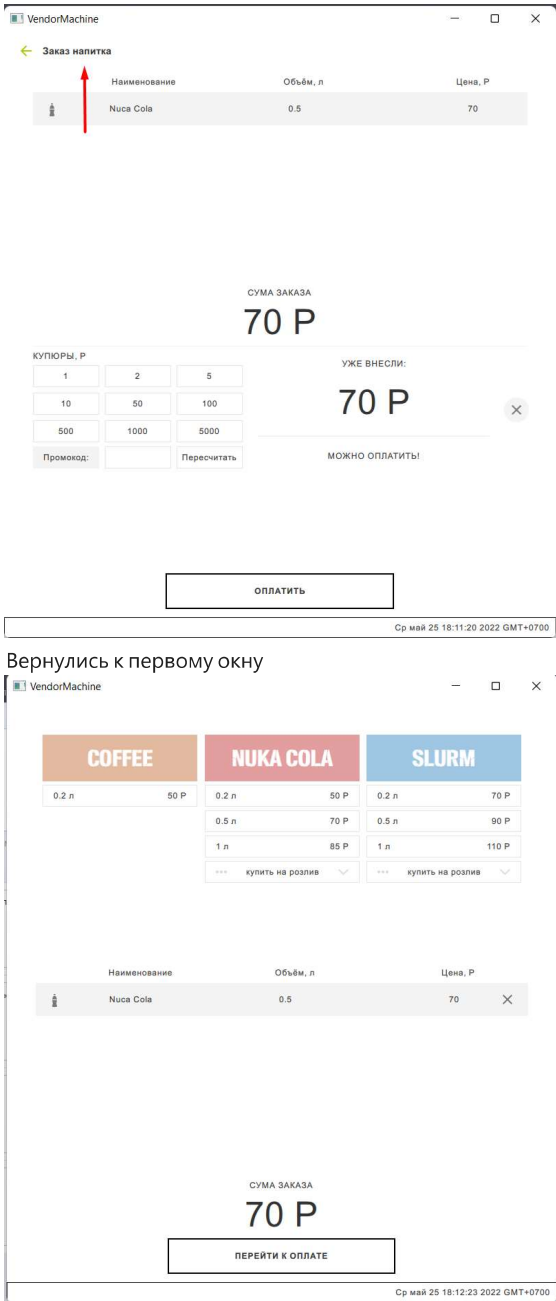 VendorMachine
Заказ напитка
Наименование Объём, л Цена, Р
Nuca Cola 0.5 70
СУМА ЗАКАЗА
70 Р
КУПЮРЫ, Р
УЖЕ ВНЕСЛИ:
1 2 5
10 50 100
70 Р
500 1000 5000
Промокод: Пересчитать
МОЖНО ОПЛАТИТЬ!
ОПЛАТИТЬ
Ср май 25 18:11:20 2022 GMT+0700
Вернулись к первому окну
VendorMachine
COFFEE NUKA COLA SLURM
0.2 л 50 Р 0.2 л 50 Р 0.2 л 70 Р
0.5 л 70 Р 0.5 л 90 Р
1 л 85 Р 1 л 110 Р
купить на розлив купить на розлив
Наименование Объём, л Цена, Р
Nuca Cola 0.5 70
СУМА ЗАКАЗА
70 Р
ПЕРЕЙТИ К ОПЛАТЕ
Ср май 25 18:12:23 2022 GMT+0700